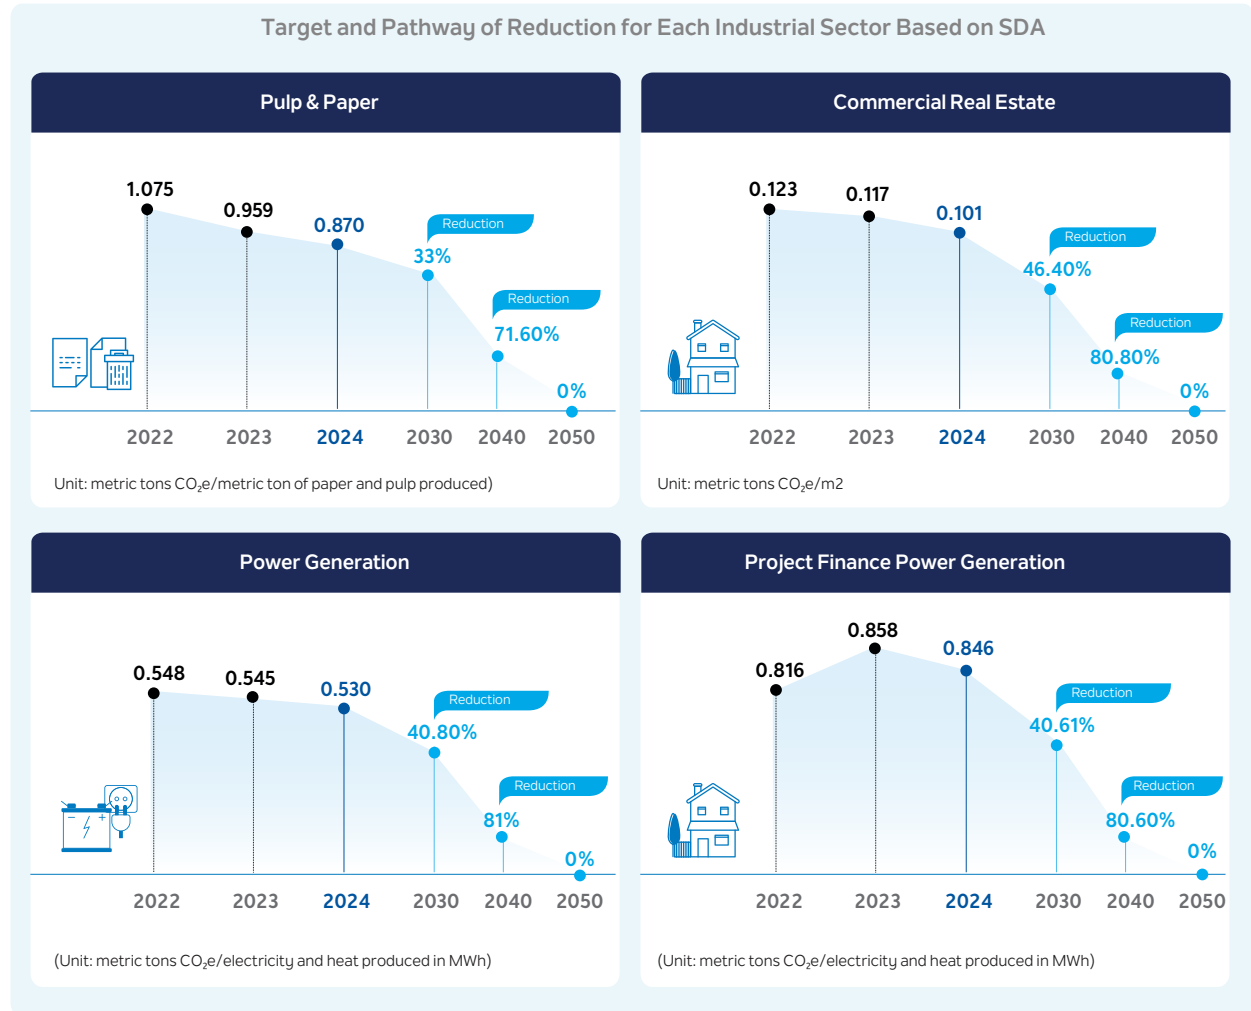 Target and Pathway of Reduction for Each Industrial Sector Based on SDA
Pulp & Paper
1.075
0.959
0.870
Reduction
33%
Reduction
71.60%
0%
2022 2023 2024 2030 2040 2050
Unit: metric tons CO₂e/metric ton of paper and pulp produced)
Commercial Real Estate
0.123
0.117
0.101
Reduction
46.40%
Reduction
80.80%
0%
2022 2023 2024 2030 2040 2050
Unit: metric tons CO₂e/m2
Power Generation
0.548
0.545
0.530
Reduction
40.80%
Reduction
81%
0%
2022 2023 2024 2030 2040 2050
(Unit: metric tons CO₂e/electricity and heat produced in MWh)
Project Finance Power Generation
0.816
0.858
0.846
Reduction
40.61%
Reduction
80.60%
0%
2022 2023 2024 2030 2040 2050
(Unit: metric tons CO₂e/electricity and heat produced in MWh)